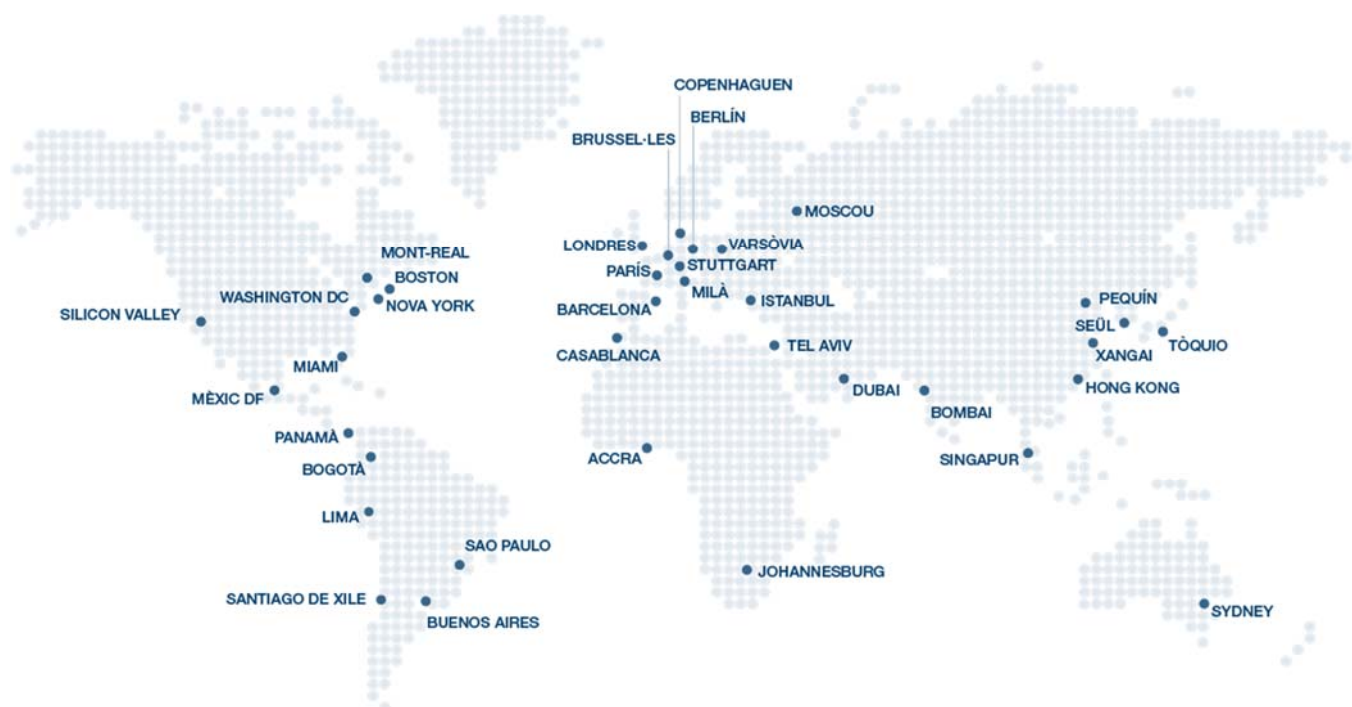 COPENHAGUEN
BERLÍN
BRUSSEL·LES
MOSCOU
LONDRES
VARSÒVIA
MONT-REAL
STUTTGART
PARÍS
BOSTON
MILÀ
WASHINGTON DC
NOVA YORK
ISTANBUL
PEQUÍN
BARCELONA
SILICON VALLEY
SEÜL
TÒQUIO
TEL AVIV
XANGAI
CASABLANCA
MIAMI
HONG KONG
DUBAI
MÈXIC DF
BOMBAI
PANAMÀ
ACCRA
SINGAPUR
BOGOTÀ
LIMA
SAO PAULO
JOHANNESBURG
SANTIAGO DE XILE
SYDNEY
BUENOS AIRES